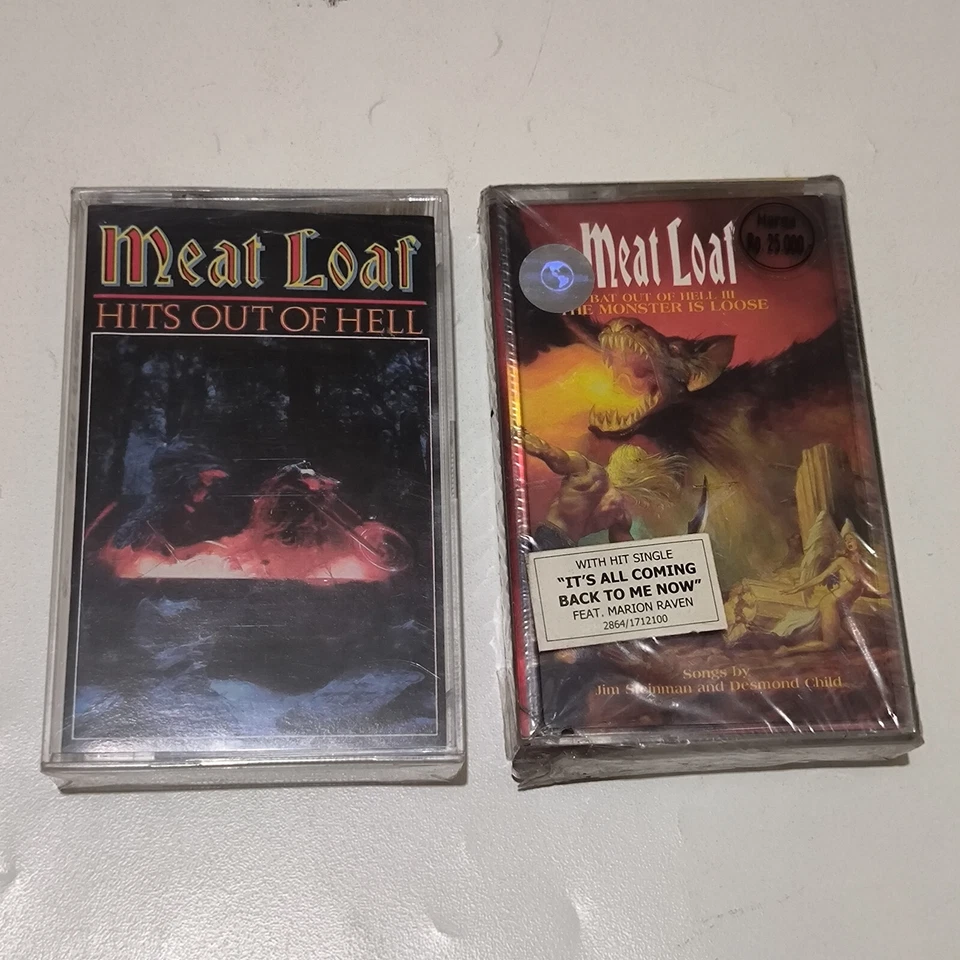 Meat Loaf
HITS OUT OF HELL
Meat Loaf
BAT OUT OF HELL III
THE MONSTER IS LOOSE
Harga
Rp 25.000,-
WITH HIT SINGLE
"IT'S ALL COMING
BACK TO ME NOW"
FEAT. MARION RAVEN
2864/1712100
Songs by
Jim Steinman and Desmond Child